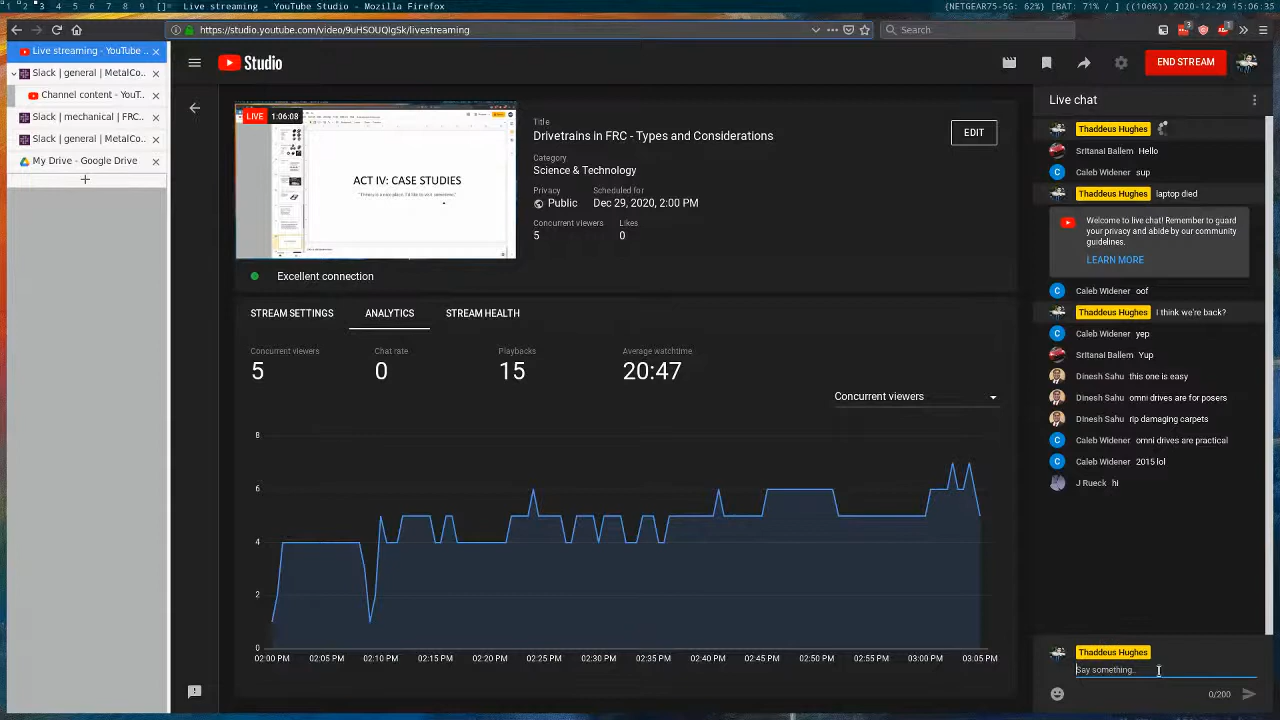 1 2 3 4 5 6 7 8 9 []= Live streaming - YouTube Studio - Mozilla Firefox
{NETGEAR75-5G: 62%} [BAT: 71% /] ((106%)) 2020-12-29 15:06:35
https://studio.youtube.com/video/9uHSOUQIgSk/livestreaming
Search
Live streaming - YouTube ..
Slack | general | MetalCo..
Channel content - YouT..
Slack | mechanical | FRC..
Slack | general | MetalCo..
My Drive - Google Drive
Studio
END STREAM
LIVE 1:06:08
ACT IV: CASE STUDIES
Title
Drivetrains in FRC - Types and Considerations
EDIT
Category
Science & Technology
Privacy
Public
Scheduled for
Dec 29, 2020, 2:00 PM
Concurrent viewers
5
Likes
0
Excellent connection
STREAM SETTINGS
ANALYTICS
STREAM HEALTH
Concurrent viewers
5
Chat rate
0
Playbacks
15
Average watchtime
20:47
Concurrent viewers
8
6
4
2
0
02:00 PM 02:05 PM 02:10 PM 02:15 PM 02:20 PM 02:25 PM 02:30 PM 02:35 PM 02:40 PM 02:45 PM 02:50 PM 02:55 PM 03:00 PM 03:05 PM
Live chat
Thaddeus Hughes
Sritanai Ballem Hello
Caleb Widener sup
Thaddeus Hughes laptop died
Welcome to live chat! Remember to guard
your privacy and abide by our community
guidelines.
LEARN MORE
Caleb Widener oof
Thaddeus Hughes I think we're back?
Caleb Widener yep
Sritanai Ballem Yup
Dinesh Sahu this one is easy
Dinesh Sahu omni drives are for posers
Dinesh Sahu rip damaging carpets
Caleb Widener omni drives are practical
Caleb Widener 2015 lol
J Rueck hi
Thaddeus Hughes
Say something..
0/200